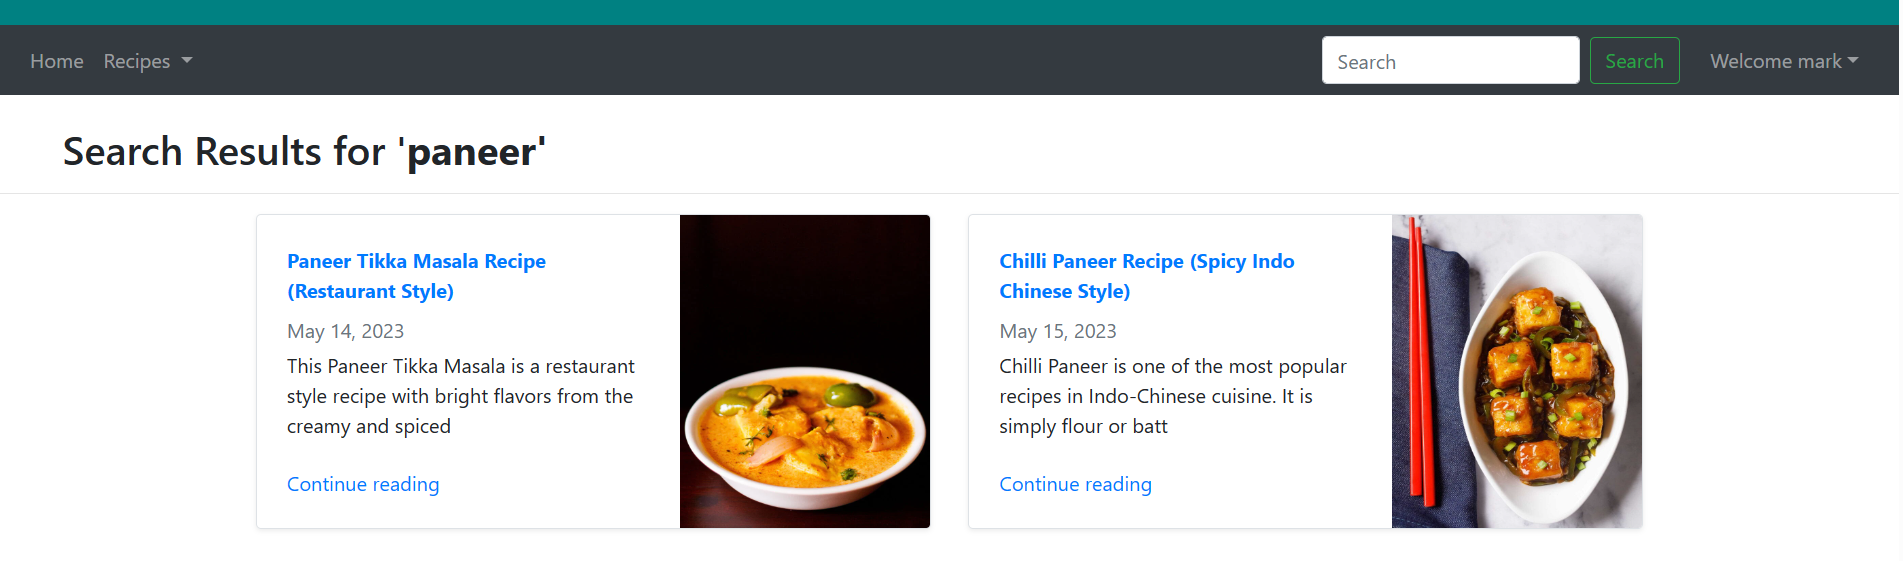 Home Recipes Search Search Welcome mark
Search Results for 'paneer'
Paneer Tikka Masala Recipe
(Restaurant Style)
May 14, 2023
This Paneer Tikka Masala is a restaurant
style recipe with bright flavors from the
creamy and spiced
Continue reading
Chilli Paneer Recipe (Spicy Indo
Chinese Style)
May 15, 2023
Chilli Paneer is one of the most popular
recipes in Indo-Chinese cuisine. It is
simply flour or batt
Continue reading